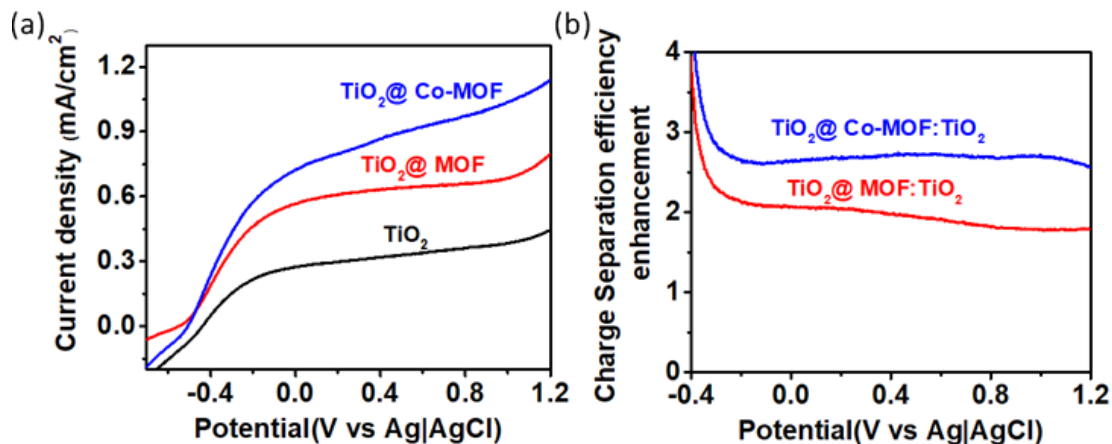 (a)
Current density (mA/cm²)
1.2
0.9
0.6
0.3
0.0
TiO₂@ Co-MOF
TiO₂@ MOF
TiO₂
-0.4 0.0 0.4 0.8 1.2
Potential(V vs Ag|AgCl)
(b)
Charge Separation efficiency
enhancement
4
3
2
1
0
TiO₂@ Co-MOF:TiO₂
TiO₂@ MOF:TiO₂
-0.4 0.0 0.4 0.8 1.2
Potential(V vs Ag|AgCl)